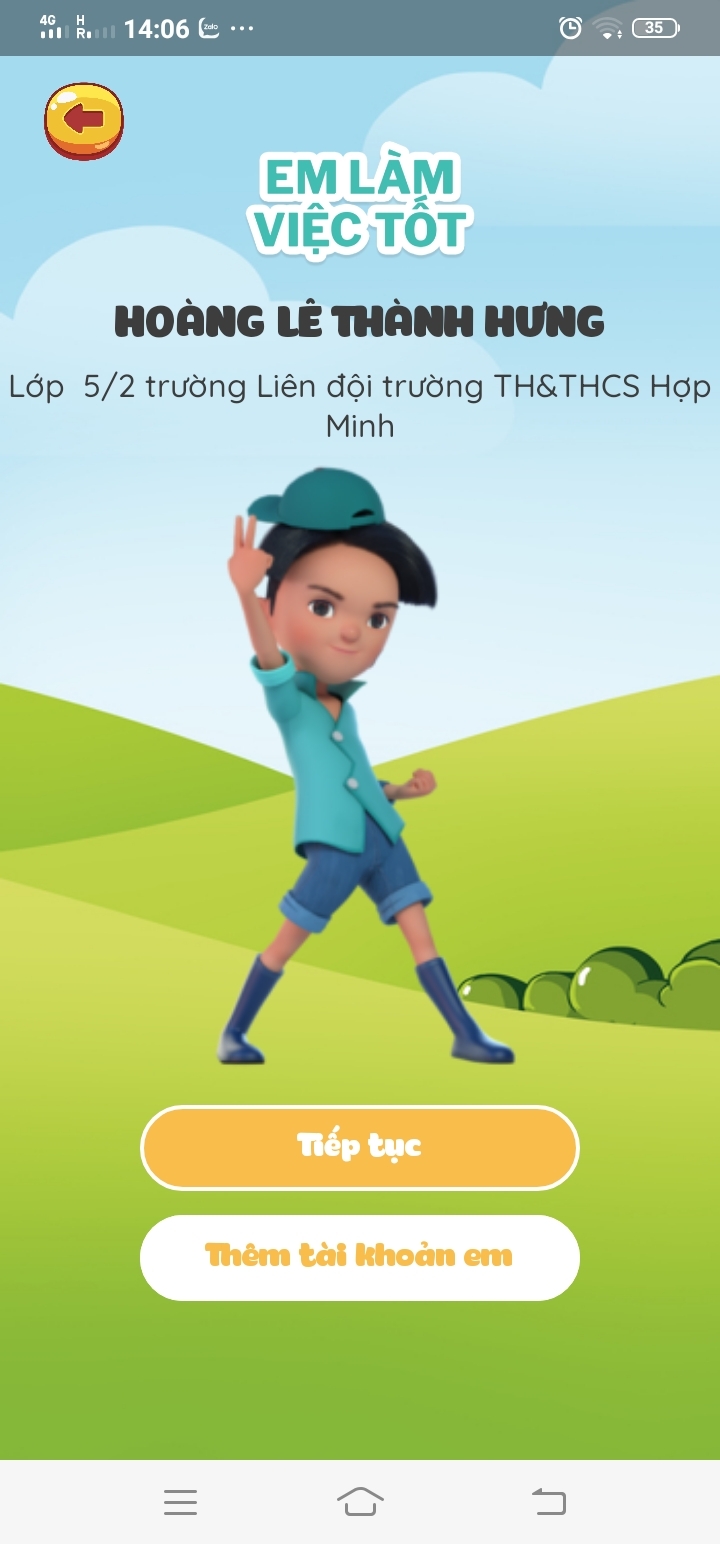 4G HR 14:06 Zalo ... 35
EM LÀM
VIỆC TỐT
HOÀNG LÊ THÀNH HƯNG
Lớp 5/2 trường Liên đội trường TH&THCS Hợp
Minh
Tiếp tục
Thêm tài khoản em